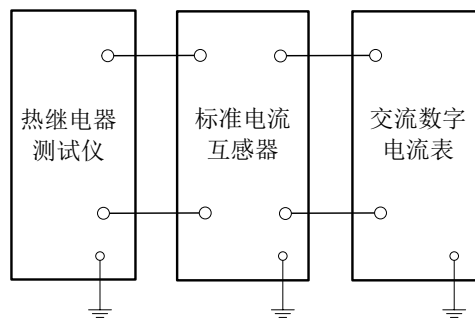 热继电器
测试仪
标准电流
互感器
交流数字
电流表